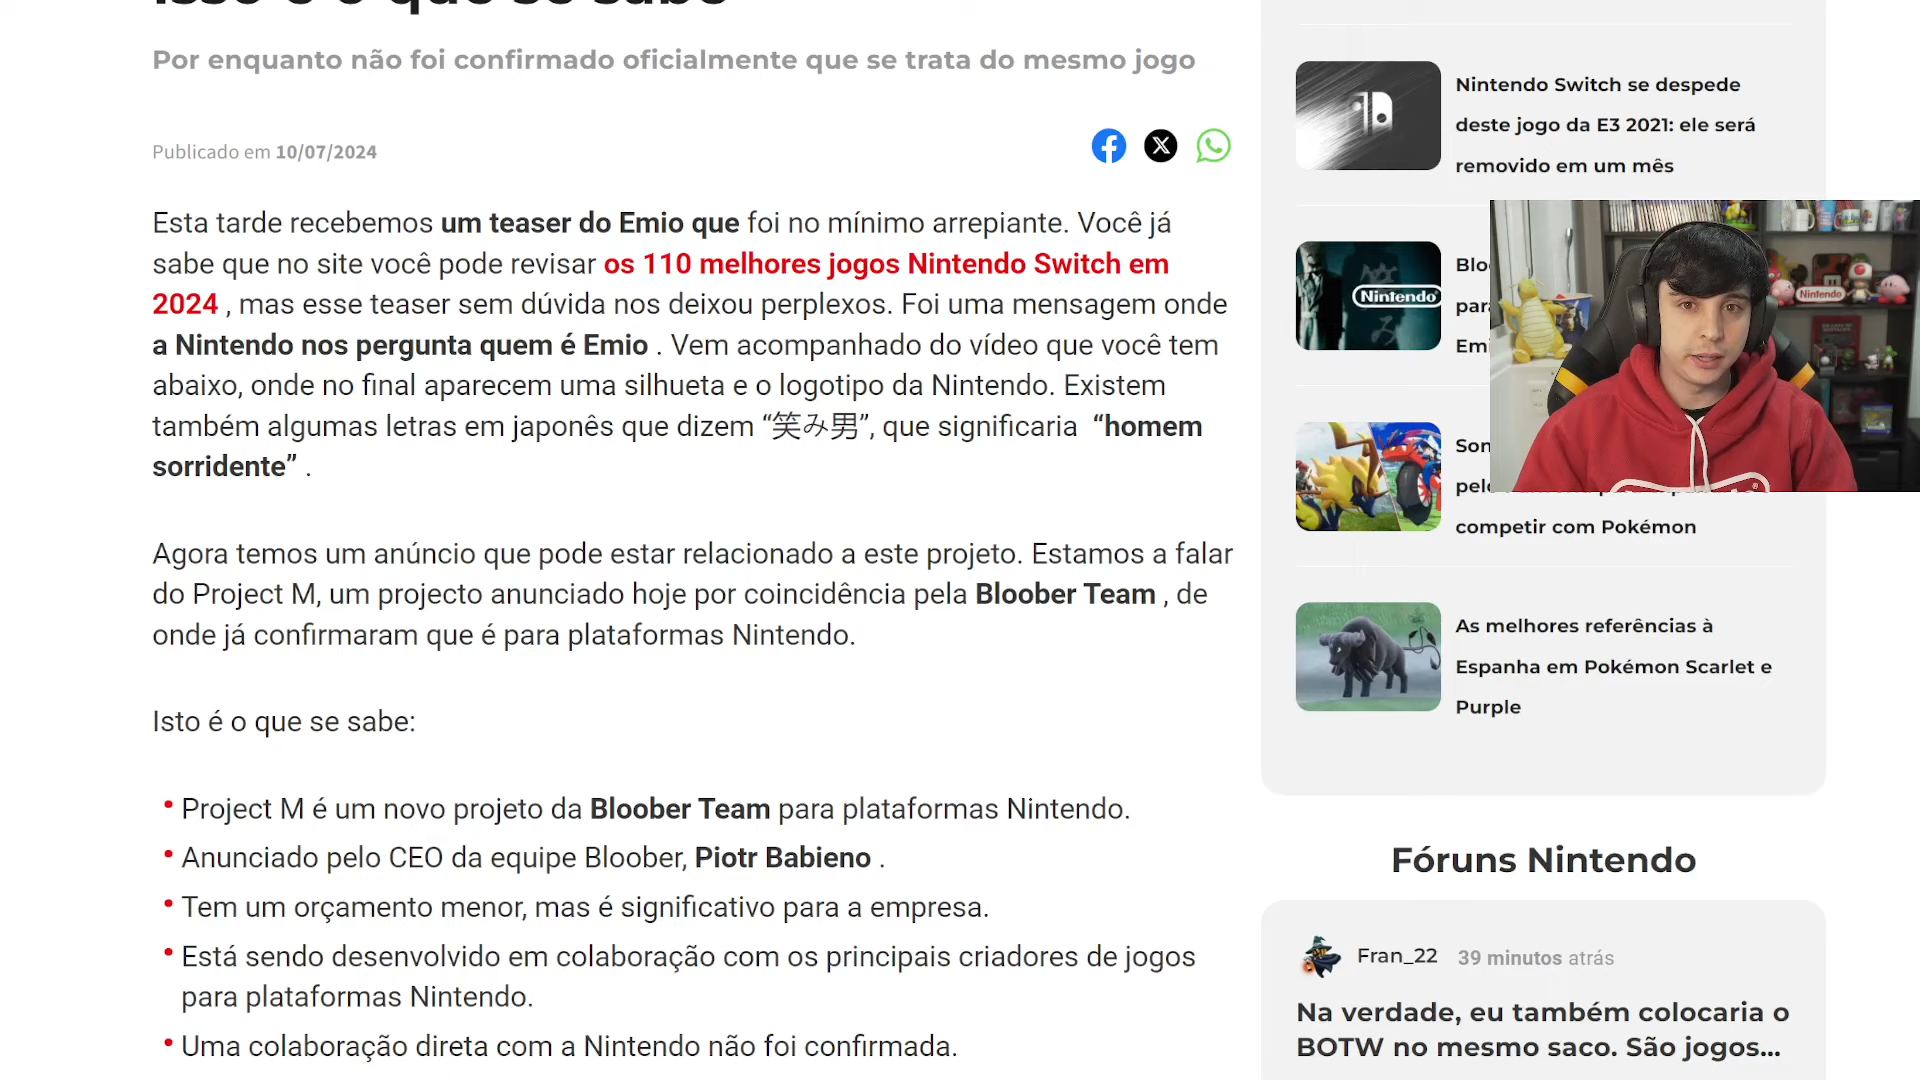 Por enquanto não foi confirmado oficialmente que se trata do mesmo jogo
Publicado em 10/07/2024
Esta tarde recebemos um teaser do Emio que foi no mínimo arrepiante. Você já
sabe que no site você pode revisar os 110 melhores jogos Nintendo Switch em
2024 , mas esse teaser sem dúvida nos deixou perplexos. Foi uma mensagem onde
a Nintendo nos pergunta quem é Emio . Vem acompanhado do vídeo que você tem
abaixo, onde no final aparecem uma silhueta e o logotipo da Nintendo. Existem
também algumas letras em japonês que dizem “笑み男”, que significaria “homem
sorridente” .
Agora temos um anúncio que pode estar relacionado a este projeto. Estamos a falar
do Project M, um projecto anunciado hoje por coincidência pela Bloober Team , de
onde já confirmaram que é para plataformas Nintendo.
Isto é o que se sabe:
• Project M é um novo projeto da Bloober Team para plataformas Nintendo.
• Anunciado pelo CEO da equipe Bloober, Piotr Babieno .
• Tem um orçamento menor, mas é significativo para a empresa.
• Está sendo desenvolvido em colaboração com os principais criadores de jogos
para plataformas Nintendo.
• Uma colaboração direta com a Nintendo não foi confirmada.
Nintendo Switch se despede
deste jogo da E3 2021: ele será
removido em um mês
Nintendo
Nintendo
competir com Pokémon
As melhores referências à
Espanha em Pokémon Scarlet e
Purple
Fóruns Nintendo
Fran_22 39 minutos atrás
Na verdade, eu também colocaria o
BOTW no mesmo saco. São jogos...